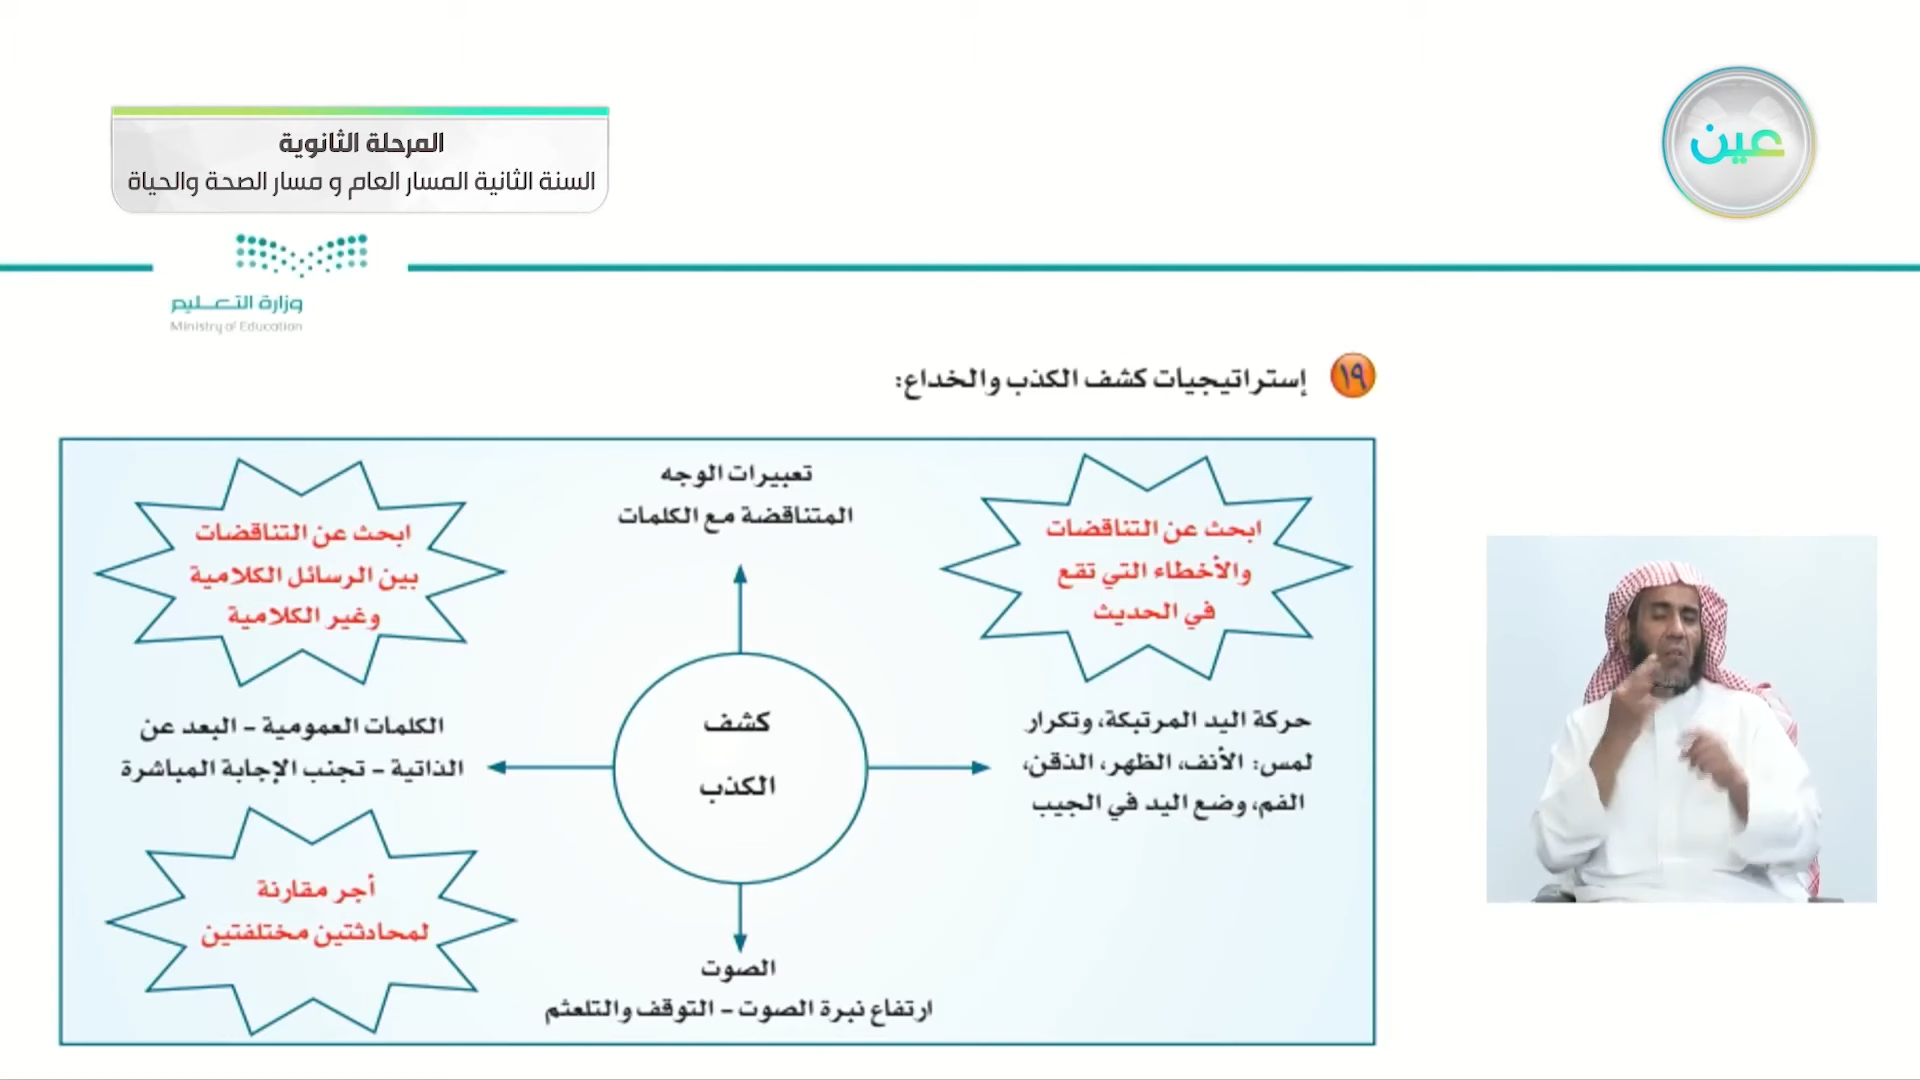 عين
المرحلة الثانوية
السنة الثانية المسار العام و مسار الصحة والحياة
وزارة التعليم
Ministry of Education
١٩ إستراتيجيات كشف الكذب والخداع:
ابحث عن التناقضات
والأخطاء التي تقع
في الحديث
تعبيرات الوجه
المتناقضة مع الكلمات
ابحث عن التناقضات
بين الرسائل الكلامية
وغير الكلامية
حركة اليد المرتبكة، وتكرار
لمس: الأنف، الظهر، الذقن،
الفم، وضع اليد في الجيب
كشف
الكذب
الكلمات العمومية - البعد عن
الذاتية - تجنب الإجابة المباشرة
أجر مقارنة
لمحادثتين مختلفتين
الصوت
ارتفاع نبرة الصوت - التوقف والتلعثم